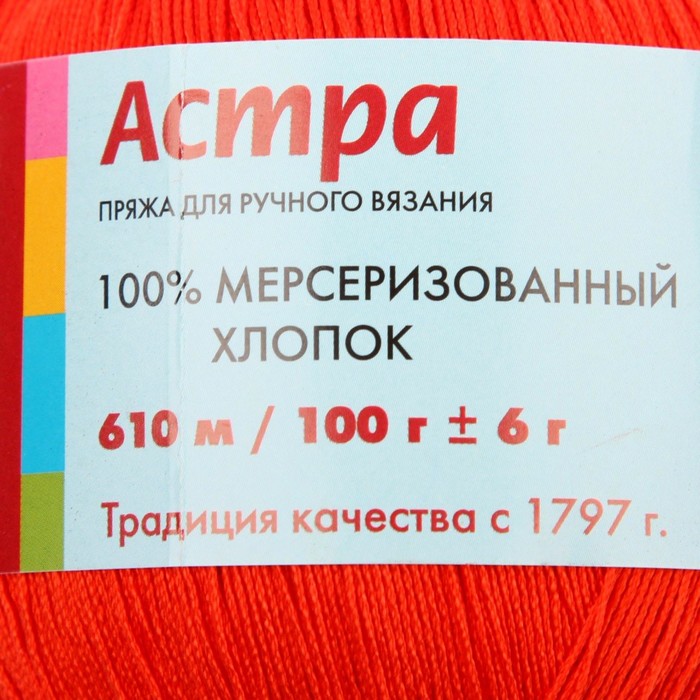 Астра
ПРЯЖА ДЛЯ РУЧНОГО ВЯЗАНИЯ
100% МЕРСЕРИЗОВАННЫЙ
ХЛОПОК
610 м / 100 г ± 6 г
Традиция качества с 1797 г.